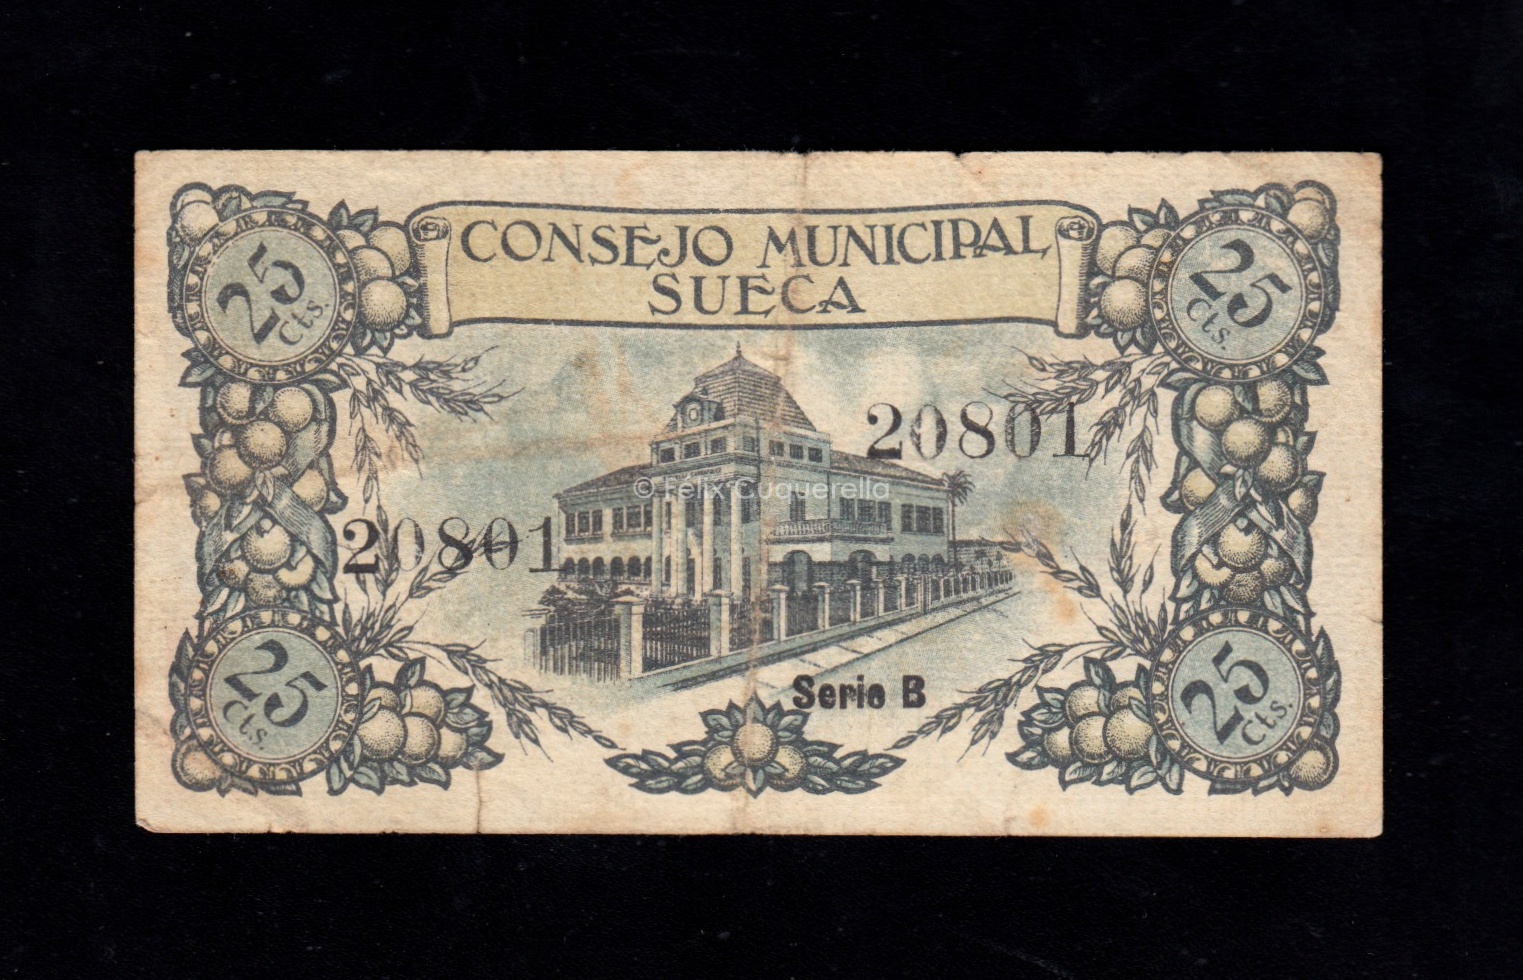 CONSEJO MUNICIPAL
SUECA
25 Cts.
25 Cts.
20801
© Felix Cuquerella
20801
25 Cts.
Serie B
25 Cts.